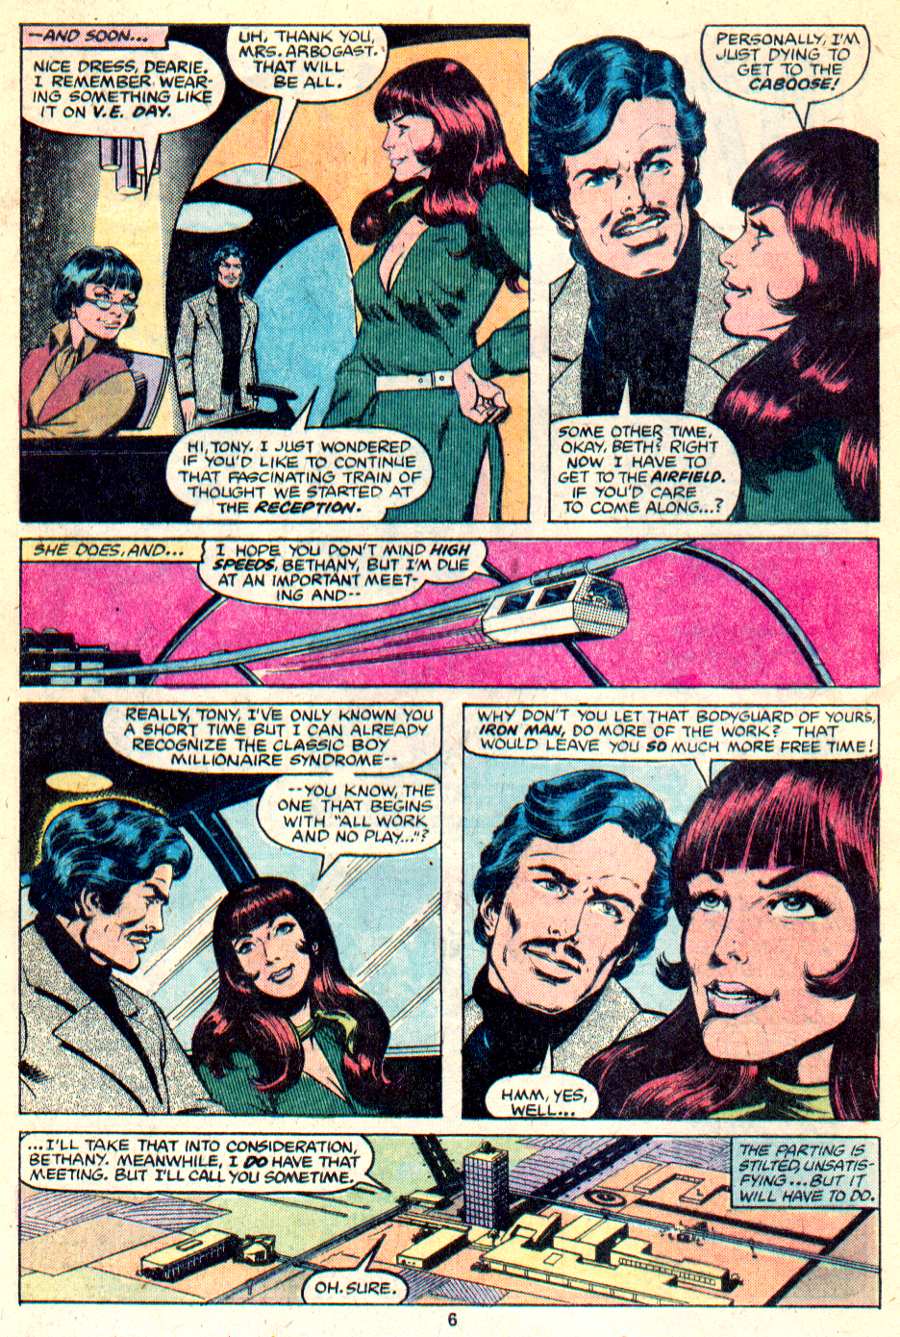 —AND SOON...
NICE DRESS, DEARIE.
I REMEMBER WEAR-
ING SOMETHING LIKE
IT ON V.E. DAY.
UH, THANK YOU,
MRS. ARBOGAST.
THAT WILL
BE ALL.
HI, TONY. I JUST WONDERED
IF YOU'D LIKE TO CONTINUE
THAT FASCINATING TRAIN OF
THOUGHT WE STARTED AT
THE RECEPTION.
PERSONALLY, I'M
JUST DYING TO
GET TO THE
CABOOSE!
SOME OTHER TIME,
OKAY, BETH? RIGHT
NOW I HAVE TO
GET TO THE AIRFIELD.
IF YOU'D CARE
TO COME ALONG...?
SHE DOES, AND...
I HOPE YOU DON'T MIND HIGH
SPEEDS, BETHANY, BUT I'M DUE
AT AN IMPORTANT MEET-
ING AND--
REALLY, TONY, I'VE ONLY KNOWN YOU
A SHORT TIME BUT I CAN ALREADY
RECOGNIZE THE CLASSIC BOY
MILLIONAIRE SYNDROME--
--YOU KNOW, THE
ONE THAT BEGINS
WITH "ALL WORK
AND NO PLAY..."?
WHY DON'T YOU LET THAT BODYGUARD OF YOURS,
IRON MAN, DO MORE OF THE WORK? THAT
WOULD LEAVE YOU SO MUCH MORE FREE TIME!
HMM, YES,
WELL...
...I'LL TAKE THAT INTO CONSIDERATION,
BETHANY. MEANWHILE, I DO HAVE THAT
MEETING. BUT I'LL CALL YOU SOMETIME.
OH. SURE.
THE PARTING IS
STILTED, UNSATIS-
FYING...BUT IT
WILL HAVE TO DO.
6